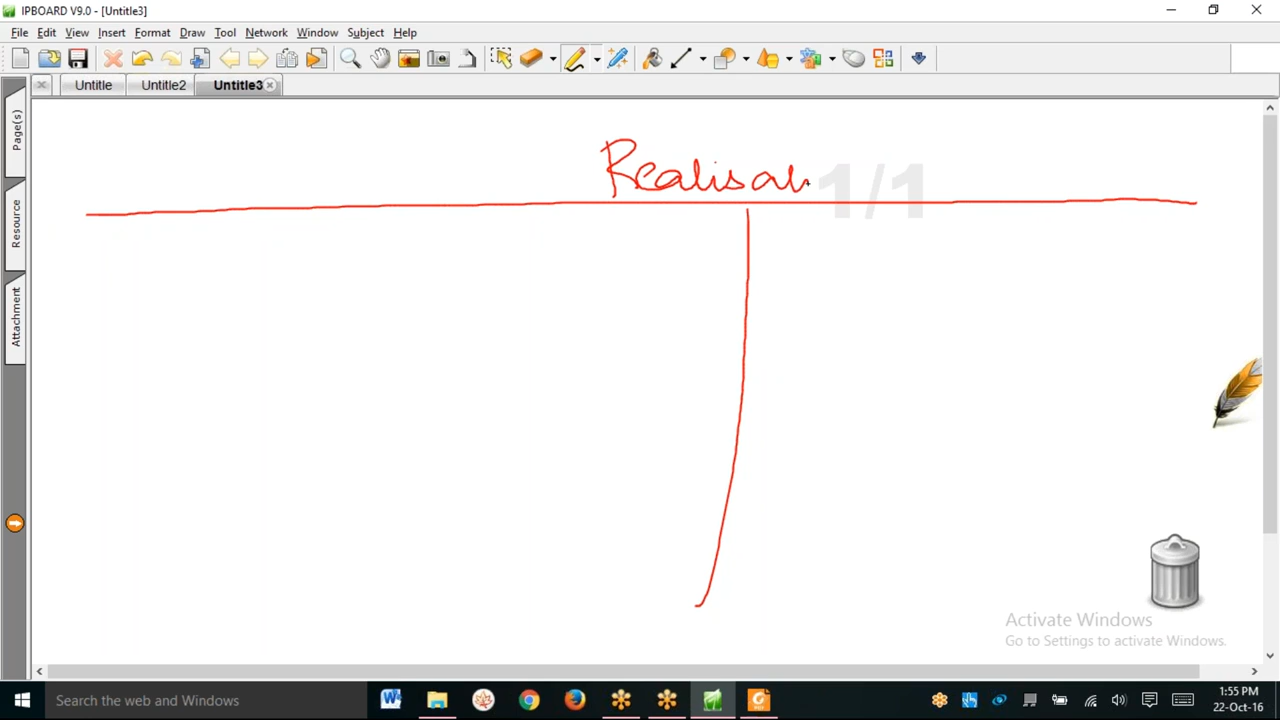 IPBOARD V9.0 - [Untitle3]
File Edit View Insert Format Draw Tool Network Window Subject Help
Untitle Untitle2 Untitle3
Page(s)
Resource
Attachment
Realisat
1/1
Activate Windows
Go to Settings to activate Windows.
Search the web and Windows
1:55 PM
22-Oct-16